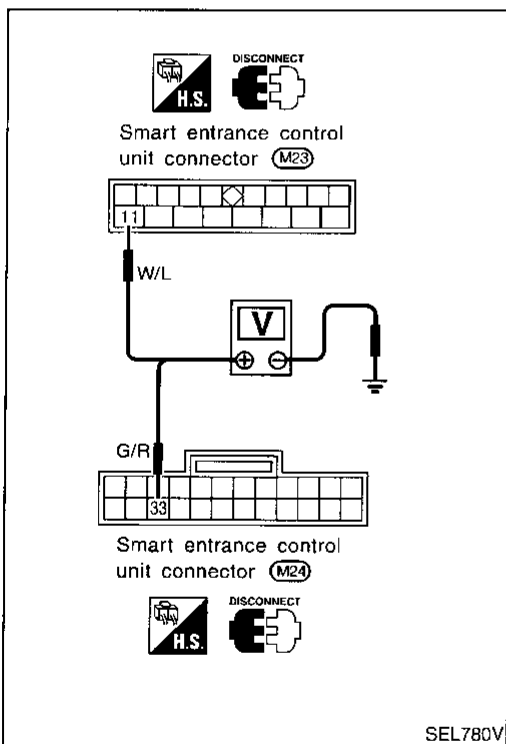 DISCONNECT
H.S.
Smart entrance control
unit connector M23
11
W/L
V
+ −
G/R
33
Smart entrance control
unit connector M24
DISCONNECT
H.S.
SEL780V